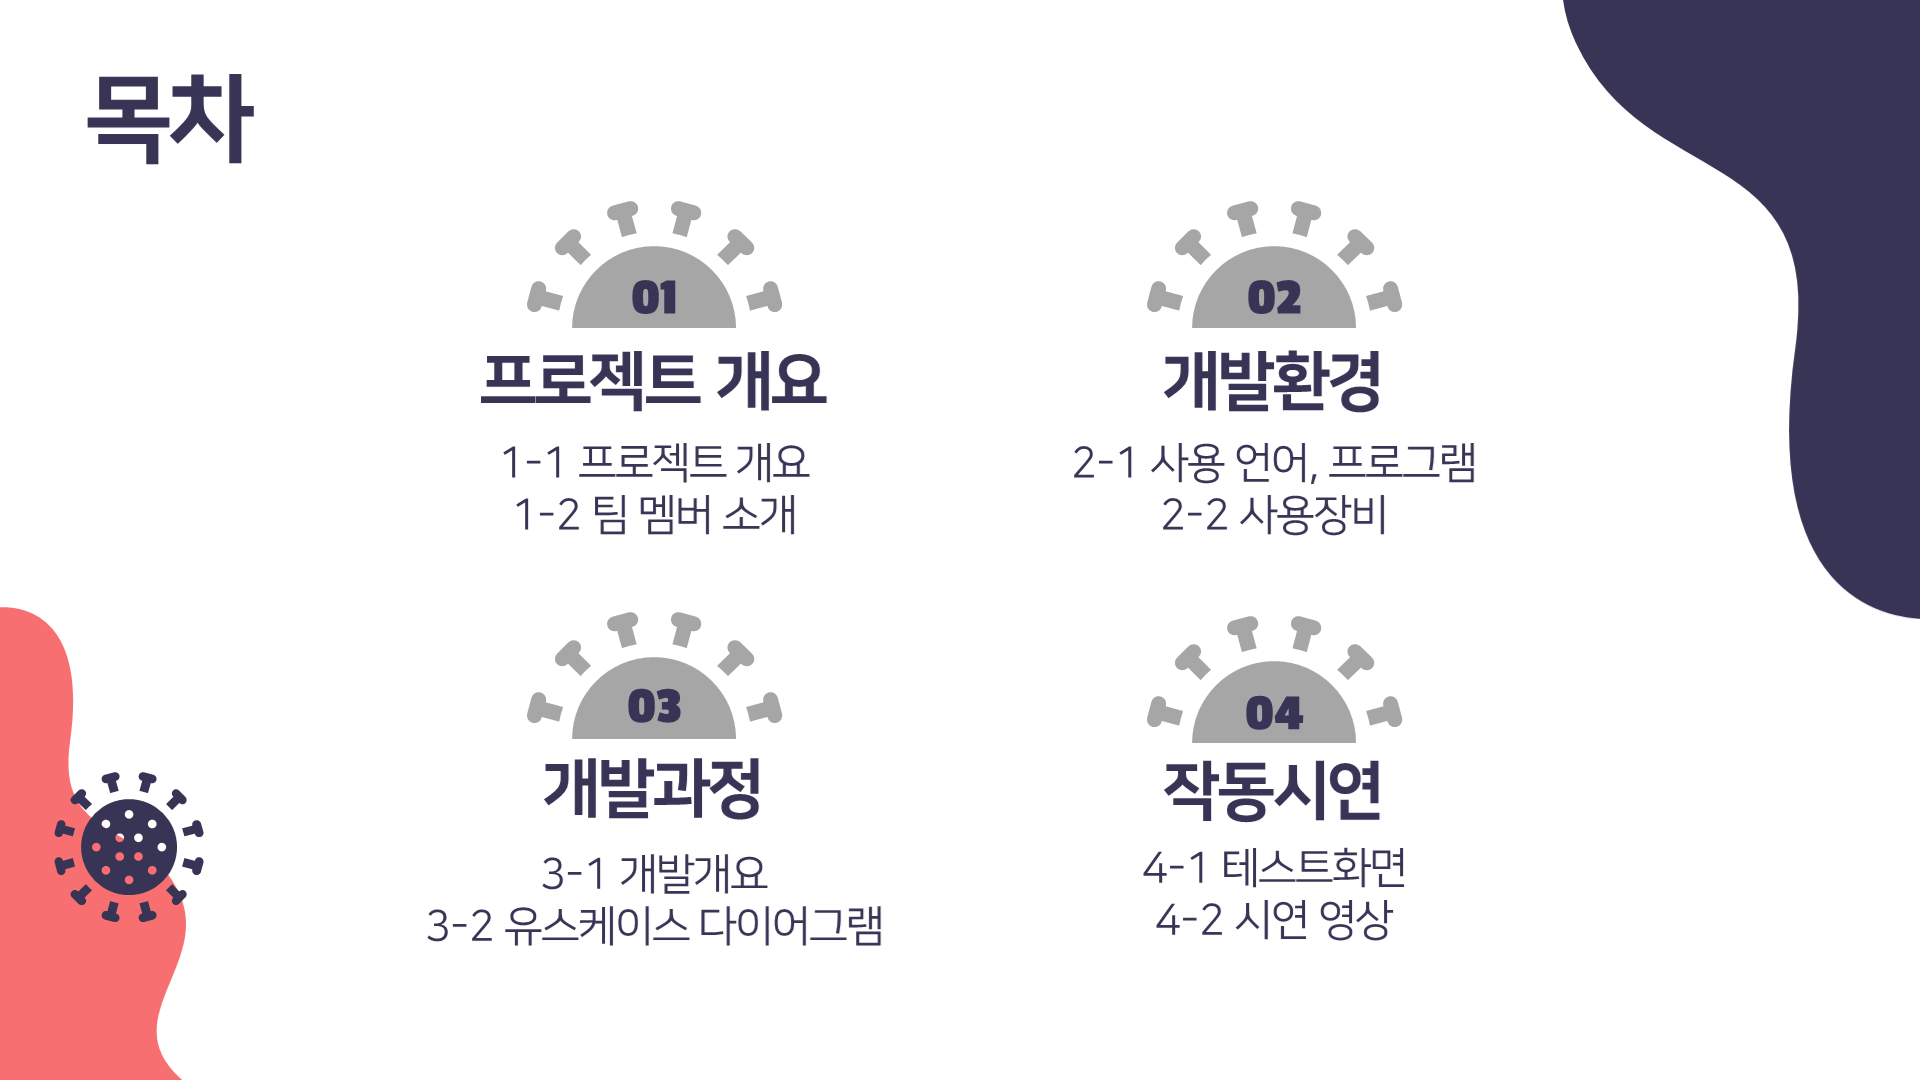 목차
01
프로젝트 개요
1-1 프로젝트 개요
1-2 팀 멤버 소개
02
개발환경
2-1 사용 언어, 프로그램
2-2 사용장비
03
개발과정
3-1 개발개요
3-2 유스케이스 다이어그램
04
작동시연
4-1 테스트화면
4-2 시연 영상